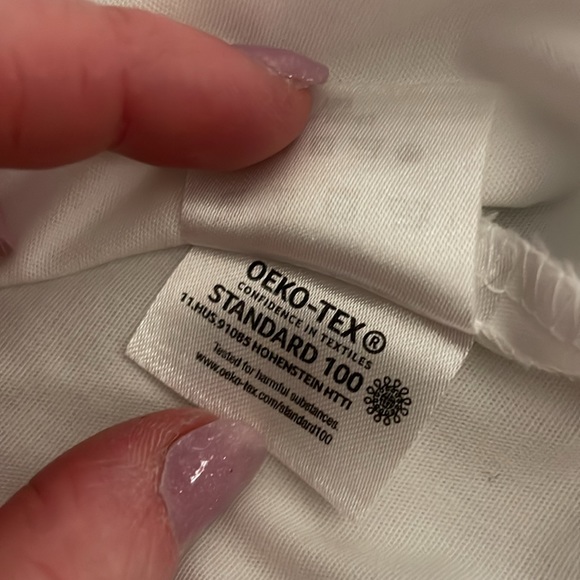 OEKO-TEX®
CONFIDENCE IN TEXTILES
STANDARD 100
11.HUS.91085 HOHENSTEIN HTTI
Tested for harmful substances.
www.oeko-tex.com/standard100